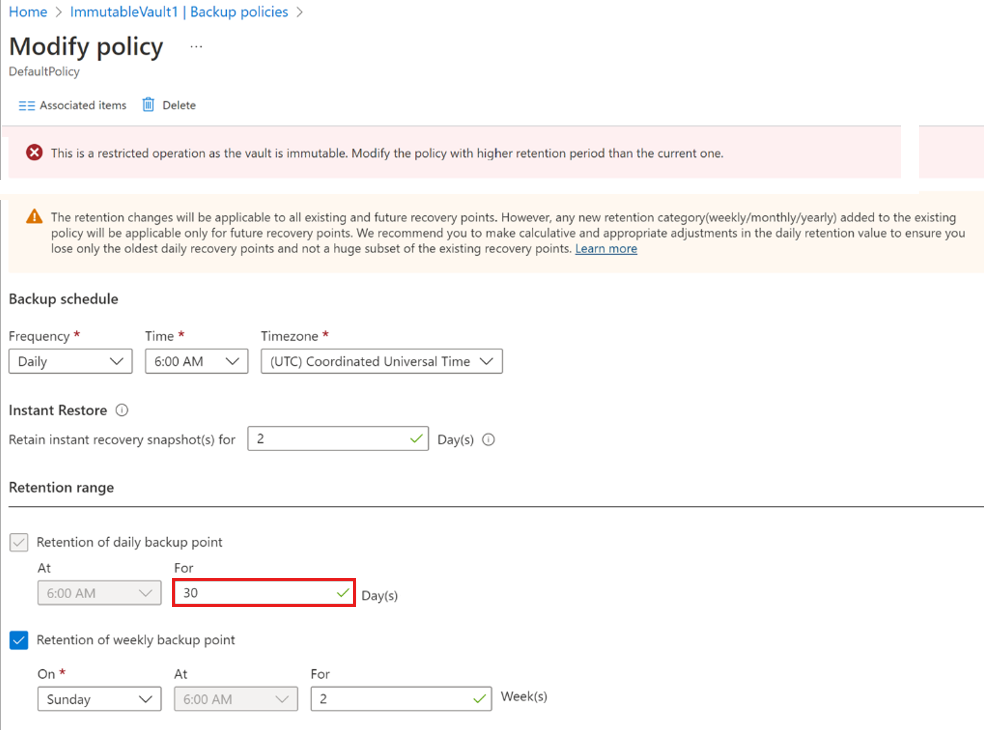 Home > ImmutableVault1 | Backup policies >
Modify policy ...
DefaultPolicy
Associated items Delete
This is a restricted operation as the vault is immutable. Modify the policy with higher retention period than the current one.
The retention changes will be applicable to all existing and future recovery points. However, any new retention category(weekly/monthly/yearly) added to the existing
policy will be applicable only for future recovery points. We recommend you to make calculative and appropriate adjustments in the daily retention value to ensure you
lose only the oldest daily recovery points and not a huge subset of the existing recovery points. Learn more
Backup schedule
Frequency * Time * Timezone *
Daily 6:00 AM (UTC) Coordinated Universal Time
Instant Restore
Retain instant recovery snapshot(s) for 2 Day(s)
Retention range
Retention of daily backup point
At For
6:00 AM 30 Day(s)
Retention of weekly backup point
On * At For
Sunday 6:00 AM 2 Week(s)